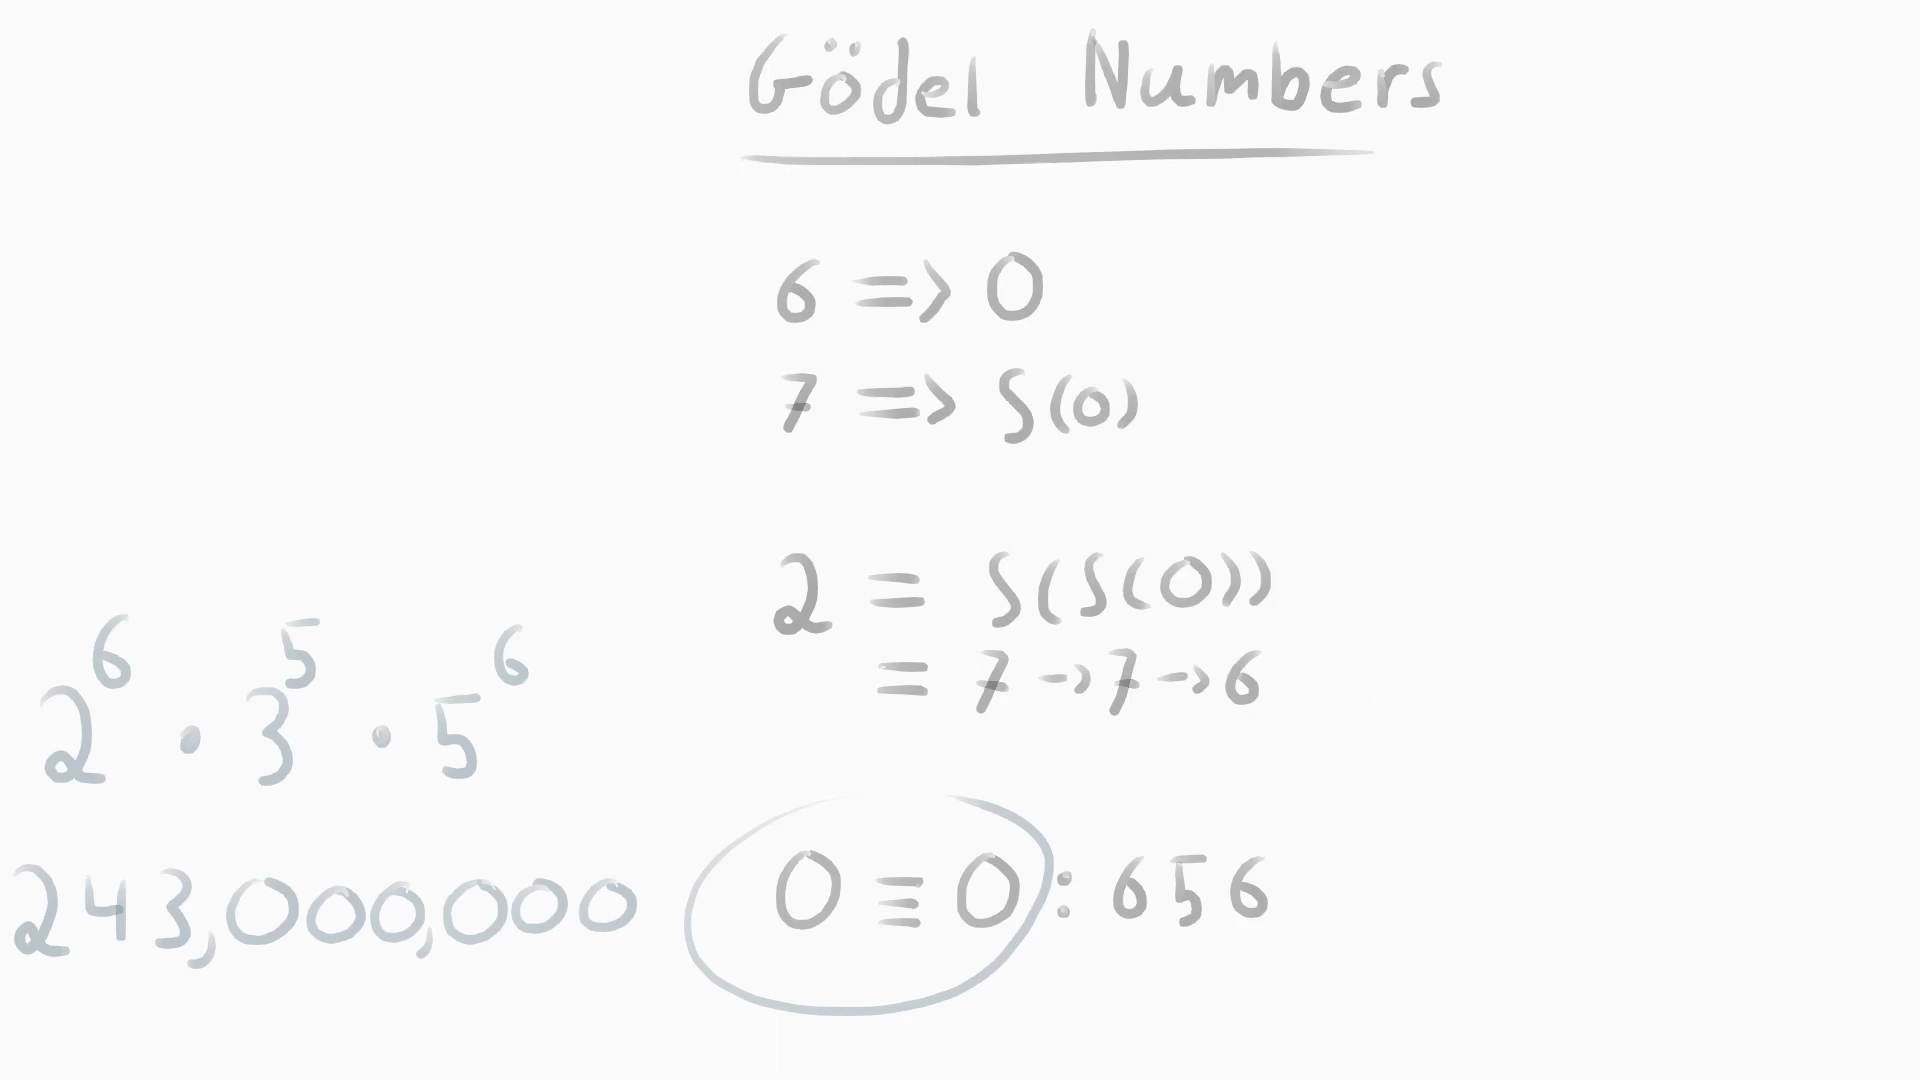 Gödel Numbers
6 => 0
7 => S(0)
2 = S(S(0))
= 7 → 7 → 6
2⁶ · 3⁵ · 5⁶
243,000,000
0 ≡ 0 : 656